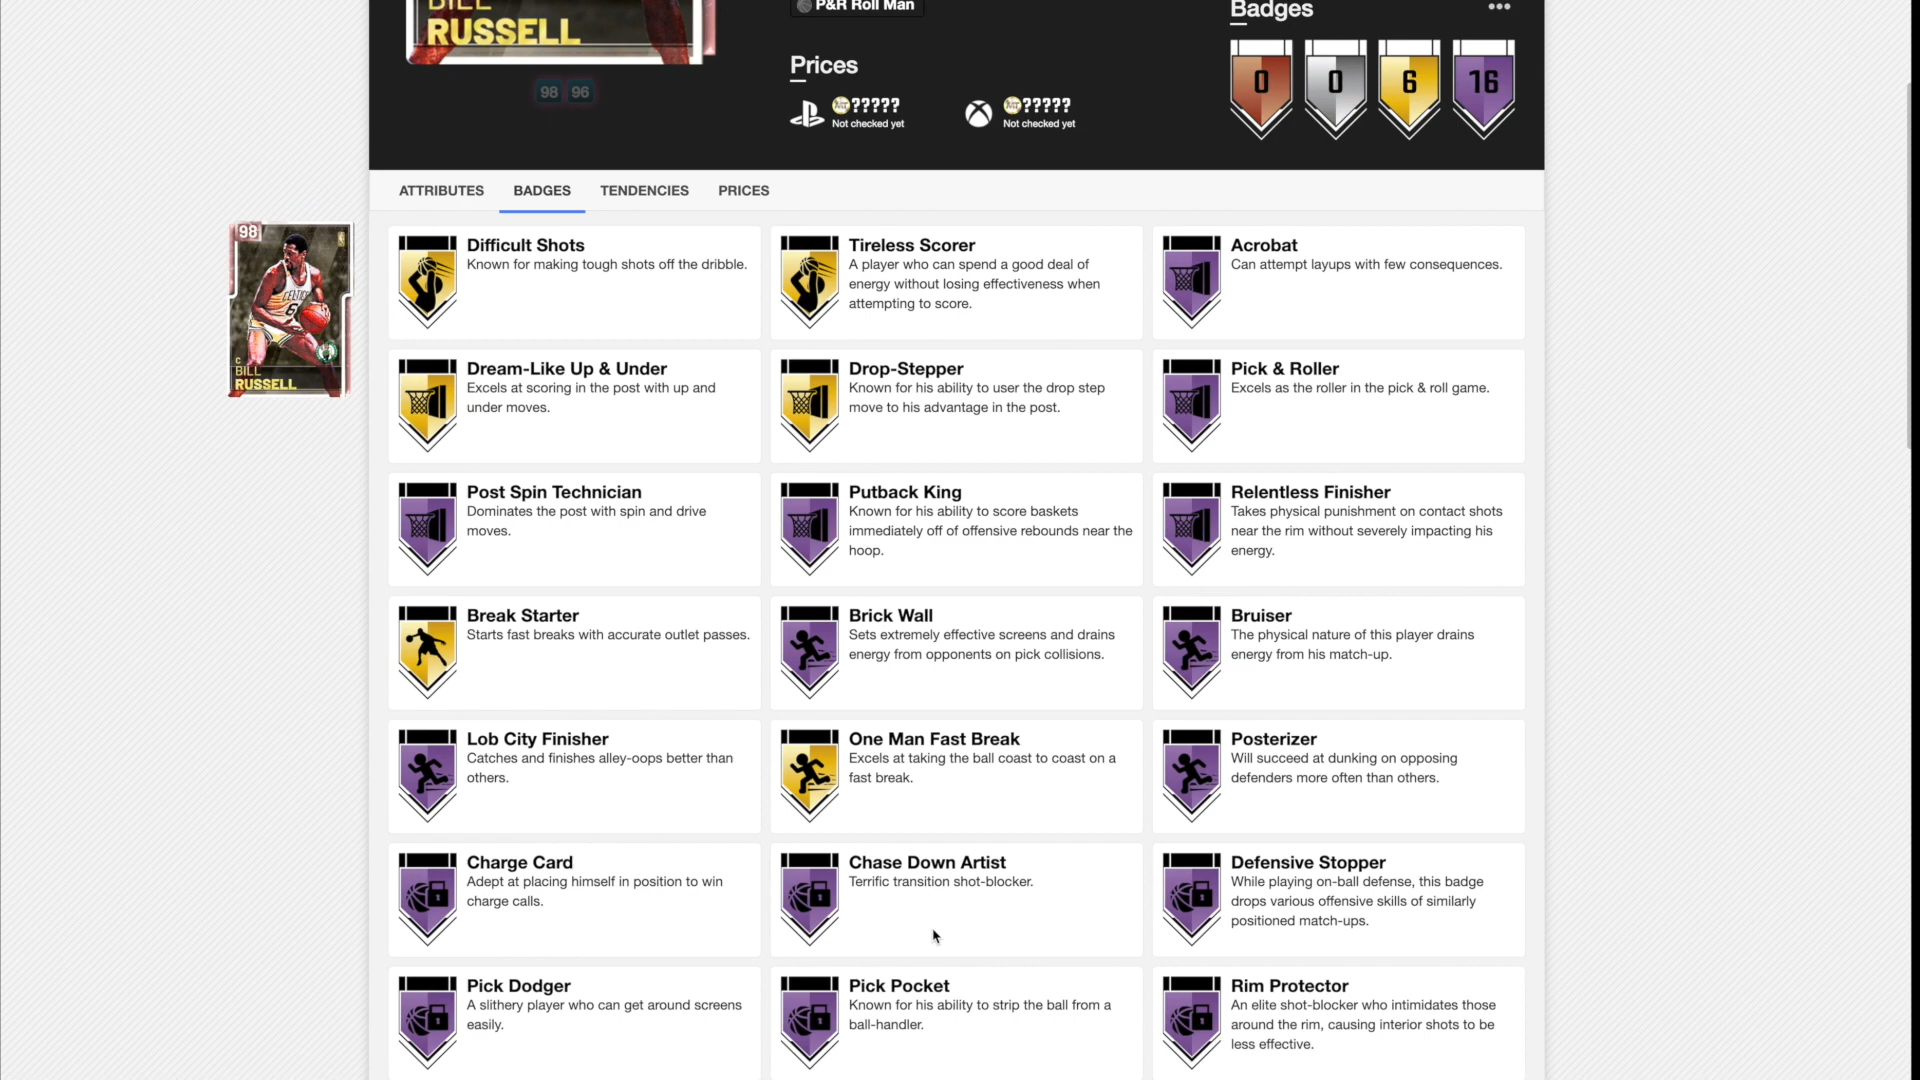 BILL
RUSSELL
98 96
P&R Roll Man
Prices
?????
Not checked yet
?????
Not checked yet
Badges
0 0 6 16
ATTRIBUTES BADGES TENDENCIES PRICES
98
CELTICS
6
C
BILL
RUSSELL
Difficult Shots
Known for making tough shots off the dribble.
Tireless Scorer
A player who can spend a good deal of
energy without losing effectiveness when
attempting to score.
Acrobat
Can attempt layups with few consequences.
Dream-Like Up & Under
Excels at scoring in the post with up and
under moves.
Drop-Stepper
Known for his ability to user the drop step
move to his advantage in the post.
Pick & Roller
Excels as the roller in the pick & roll game.
Post Spin Technician
Dominates the post with spin and drive
moves.
Putback King
Known for his ability to score baskets
immediately off of offensive rebounds near the
hoop.
Relentless Finisher
Takes physical punishment on contact shots
near the rim without severely impacting his
energy.
Break Starter
Starts fast breaks with accurate outlet passes.
Brick Wall
Sets extremely effective screens and drains
energy from opponents on pick collisions.
Bruiser
The physical nature of this player drains
energy from his match-up.
Lob City Finisher
Catches and finishes alley-oops better than
others.
One Man Fast Break
Excels at taking the ball coast to coast on a
fast break.
Posterizer
Will succeed at dunking on opposing
defenders more often than others.
Charge Card
Adept at placing himself in position to win
charge calls.
Chase Down Artist
Terrific transition shot-blocker.
Defensive Stopper
While playing on-ball defense, this badge
drops various offensive skills of similarly
positioned match-ups.
Pick Dodger
A slithery player who can get around screens
easily.
Pick Pocket
Known for his ability to strip the ball from a
ball-handler.
Rim Protector
An elite shot-blocker who intimidates those
around the rim, causing interior shots to be
less effective.